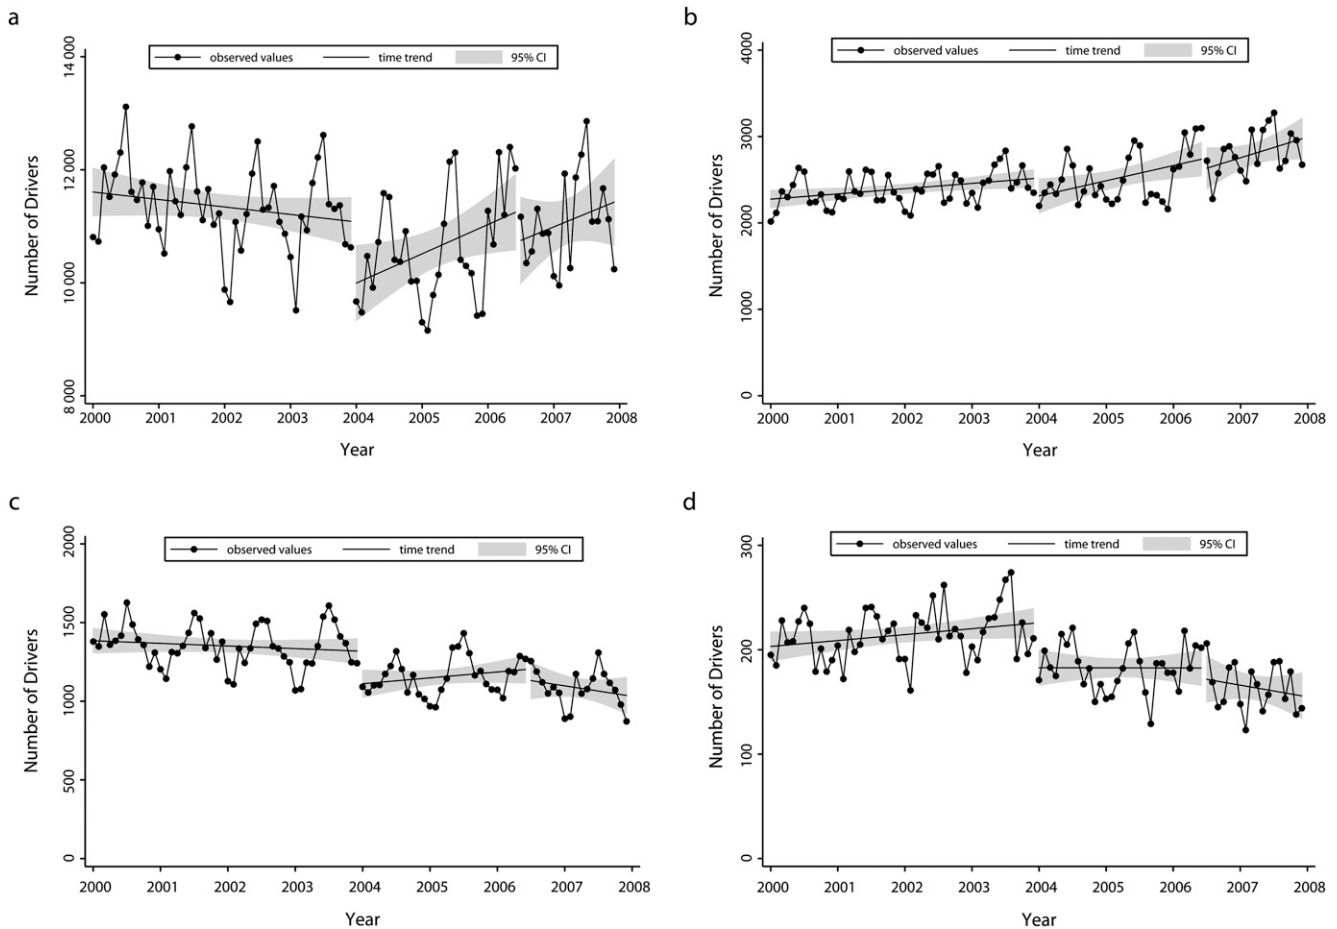 a
observed values time trend 95% CI
Number of Drivers
14 000
12 000
10 000
8 000
2000 2001 2002 2003 2004 2005 2006 2007 2008
Year
b
observed values time trend 95% CI
Number of Drivers
4000
3000
2000
1000
0
2000 2001 2002 2003 2004 2005 2006 2007 2008
Year
c
observed values time trend 95% CI
Number of Drivers
2000
1500
1000
500
0
2000 2001 2002 2003 2004 2005 2006 2007 2008
Year
d
observed values time trend 95% CI
Number of Drivers
300
200
100
0
2000 2001 2002 2003 2004 2005 2006 2007 2008
Year